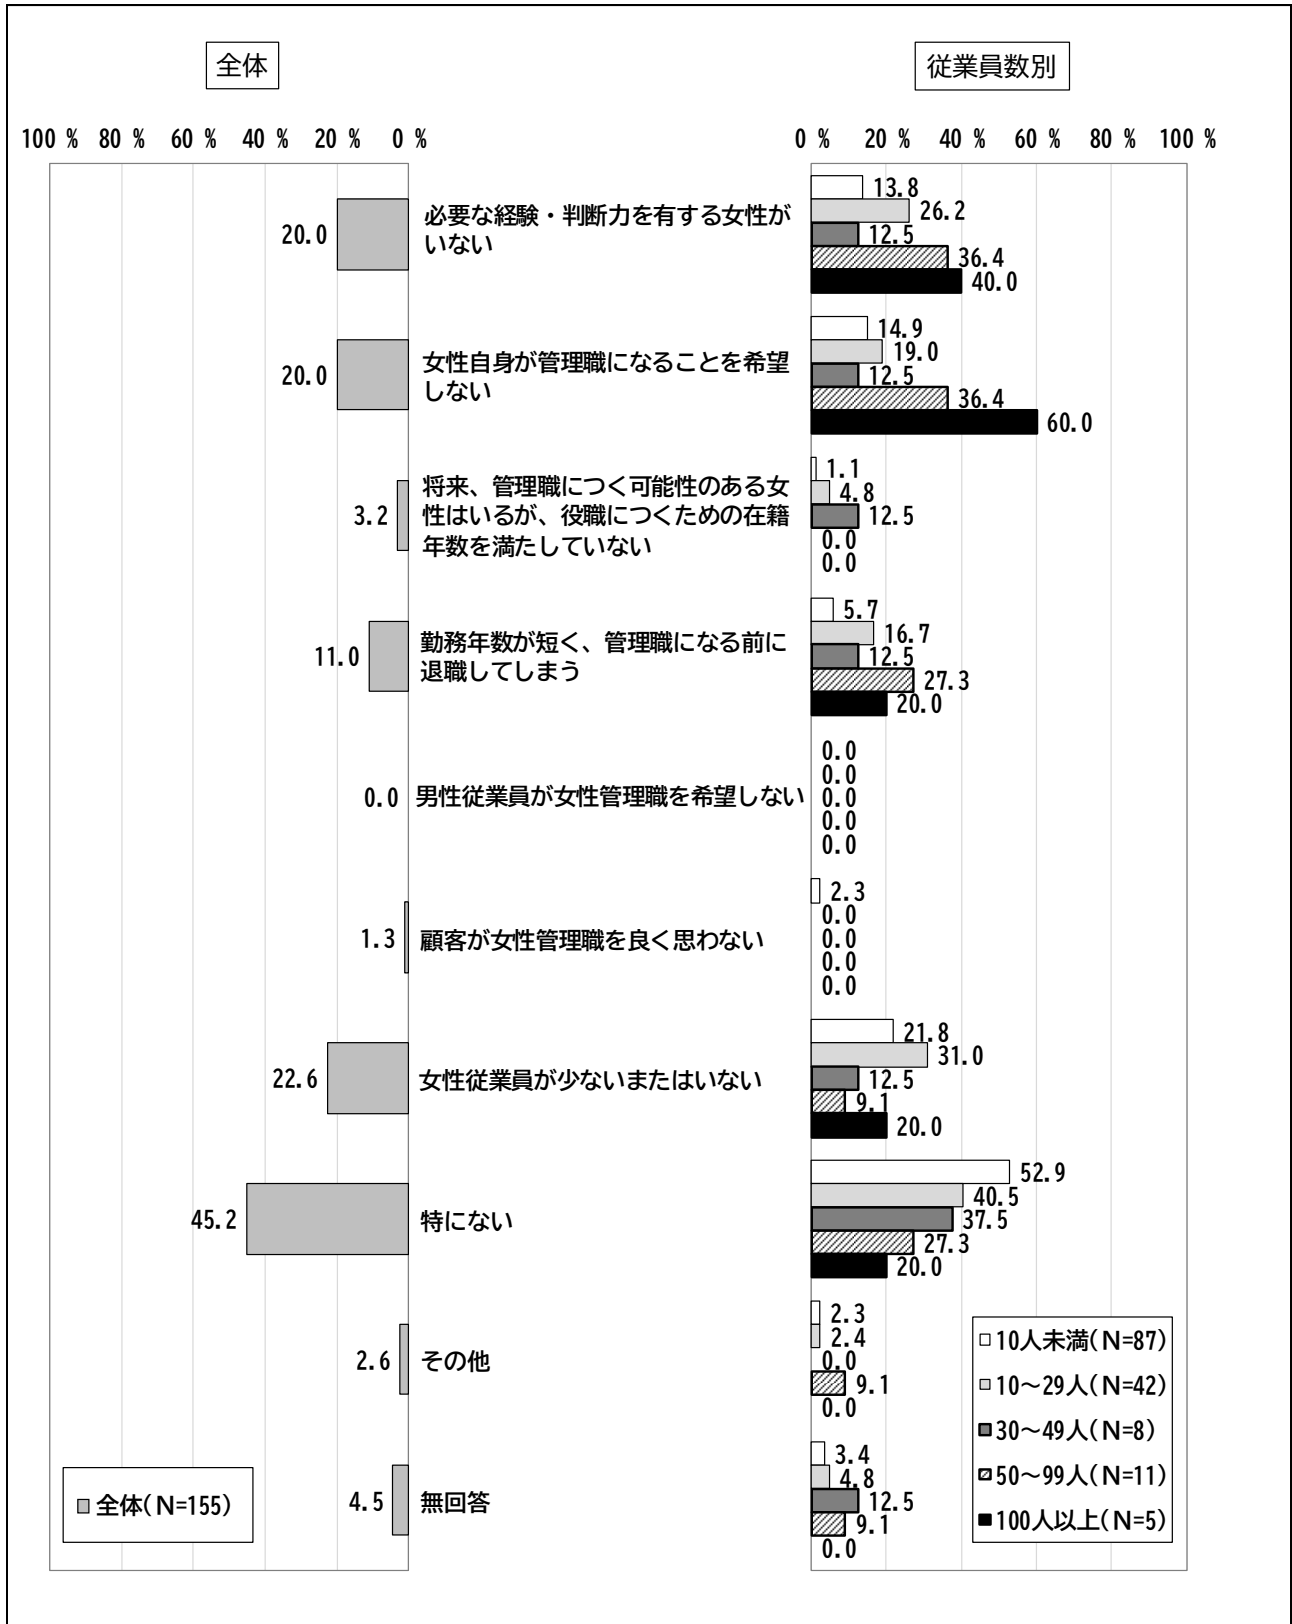 全体
従業員数別
100 % 80 % 60 % 40 % 20 % 0 %
0 % 20 % 40 % 60 % 80 % 100 %
20.0
必要な経験・判断力を有する女性が
いない
13.8
26.2
12.5
36.4
40.0
20.0
女性自身が管理職になることを希望
しない
14.9
19.0
12.5
36.4
60.0
3.2
将来、管理職につく可能性のある女
性はいるが、役職につくための在籍
年数を満たしていない
1.1
4.8
12.5
0.0
0.0
11.0
勤務年数が短く、管理職になる前に
退職してしまう
5.7
16.7
12.5
27.3
20.0
0.0
男性従業員が女性管理職を希望しない
0.0
0.0
0.0
0.0
0.0
1.3
顧客が女性管理職を良く思わない
2.3
0.0
0.0
0.0
0.0
22.6
女性従業員が少ないまたはいない
21.8
31.0
12.5
9.1
20.0
45.2
特にない
52.9
40.5
37.5
27.3
20.0
2.6
その他
2.3
2.4
0.0
9.1
0.0
4.5
無回答
3.4
4.8
12.5
9.1
0.0
全体(N=155)
10人未満(N=87)
10～29人(N=42)
30～49人(N=8)
50～99人(N=11)
100人以上(N=5)